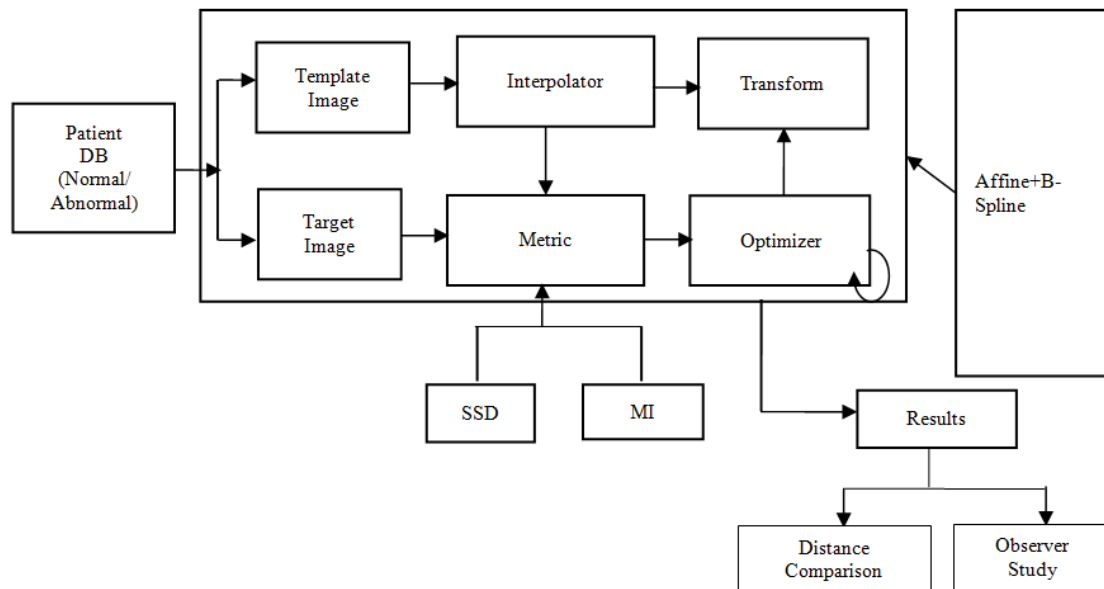 Patient
DB
(Normal/
Abnormal)
Template
Image
Interpolator
Transform
Target
Image
Metric
Optimizer
Affine+B-
Spline
SSD
MI
Results
Distance
Comparison
Observer
Study